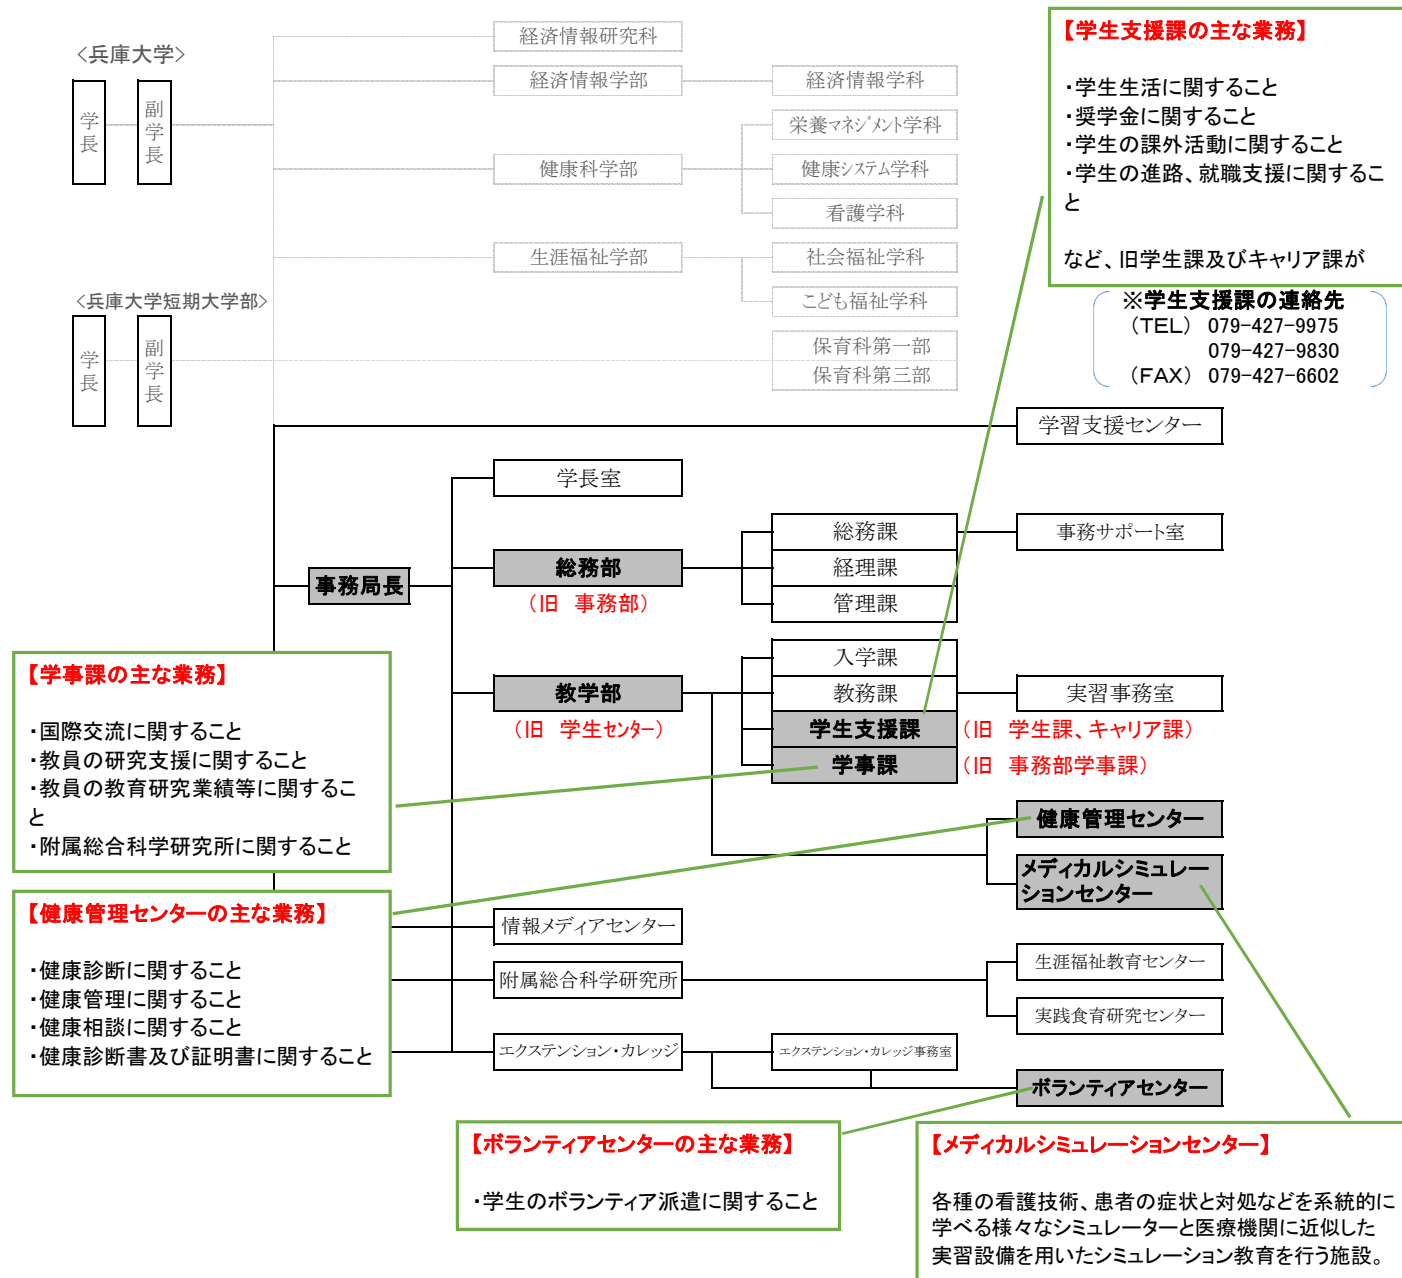 <兵庫大学>
学長
副学長
経済情報研究科
経済情報学部
経済情報学科
栄養マネジメント学科
健康科学部
健康システム学科
看護学科
生涯福祉学部
社会福祉学科
こども福祉学科
<兵庫大学短期大学部>
学長
副学長
保育科第一部
保育科第三部
【学生支援課の主な業務】
・学生生活に関すること
・奨学金に関すること
・学生の課外活動に関すること
・学生の進路、就職支援に関するこ
と
など、旧学生課及びキャリア課が
※学生支援課の連絡先
（TEL） 079-427-9975
079-427-9830
（FAX） 079-427-6602
学習支援センター
学長室
事務局長
総務部
（旧 事務部）
総務課
経理課
管理課
事務サポート室
教学部
（旧 学生センター）
入学課
教務課
学生支援課
学事課
実習事務室
（旧 学生課、キャリア課）
（旧 事務部学事課）
【学事課の主な業務】
・国際交流に関すること
・教員の研究支援に関すること
・教員の教育研究業績等に関するこ
と
・附属総合科学研究所に関すること
健康管理センター
メディカルシミュレー
ションセンター
【健康管理センターの主な業務】
・健康診断に関すること
・健康管理に関すること
・健康相談に関すること
・健康診断書及び証明書に関すること
情報メディアセンター
附属総合科学研究所
生涯福祉教育センター
実践食育研究センター
エクステンション・カレッジ
エクステンション・カレッジ事務室
ボランティアセンター
【ボランティアセンターの主な業務】
・学生のボランティア派遣に関すること
【メディカルシミュレーションセンター】
各種の看護技術、患者の症状と対処などを系統的に
学べる様々なシミュレーターと医療機関に近似した
実習設備を用いたシミュレーション教育を行う施設。